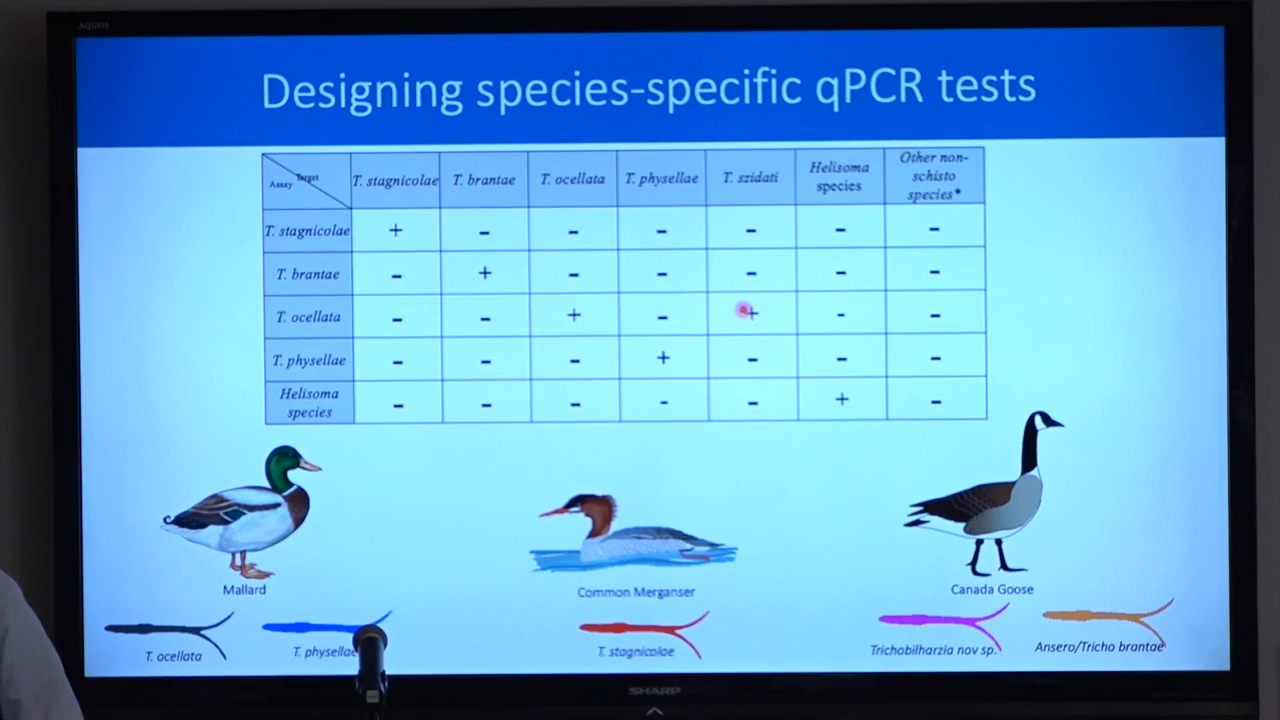 AQUOS
Designing species-specific qPCR tests
Assay Target T. stagnicolae T. brantae T. ocellata T. physellae T. szidati Helisoma species Other non-schisto species*
T. stagnicolae + - - - - - -
T. brantae - + - - - - -
T. ocellata - - + - + - -
T. physellae - - - + - - -
Helisoma species - - - - - + -
Mallard
Common Merganser
Canada Goose
T. ocellata
T. physellae
T. stagnicolae
Trichobilharzia nov sp.
Ansero/Tricho brantae
SHARP